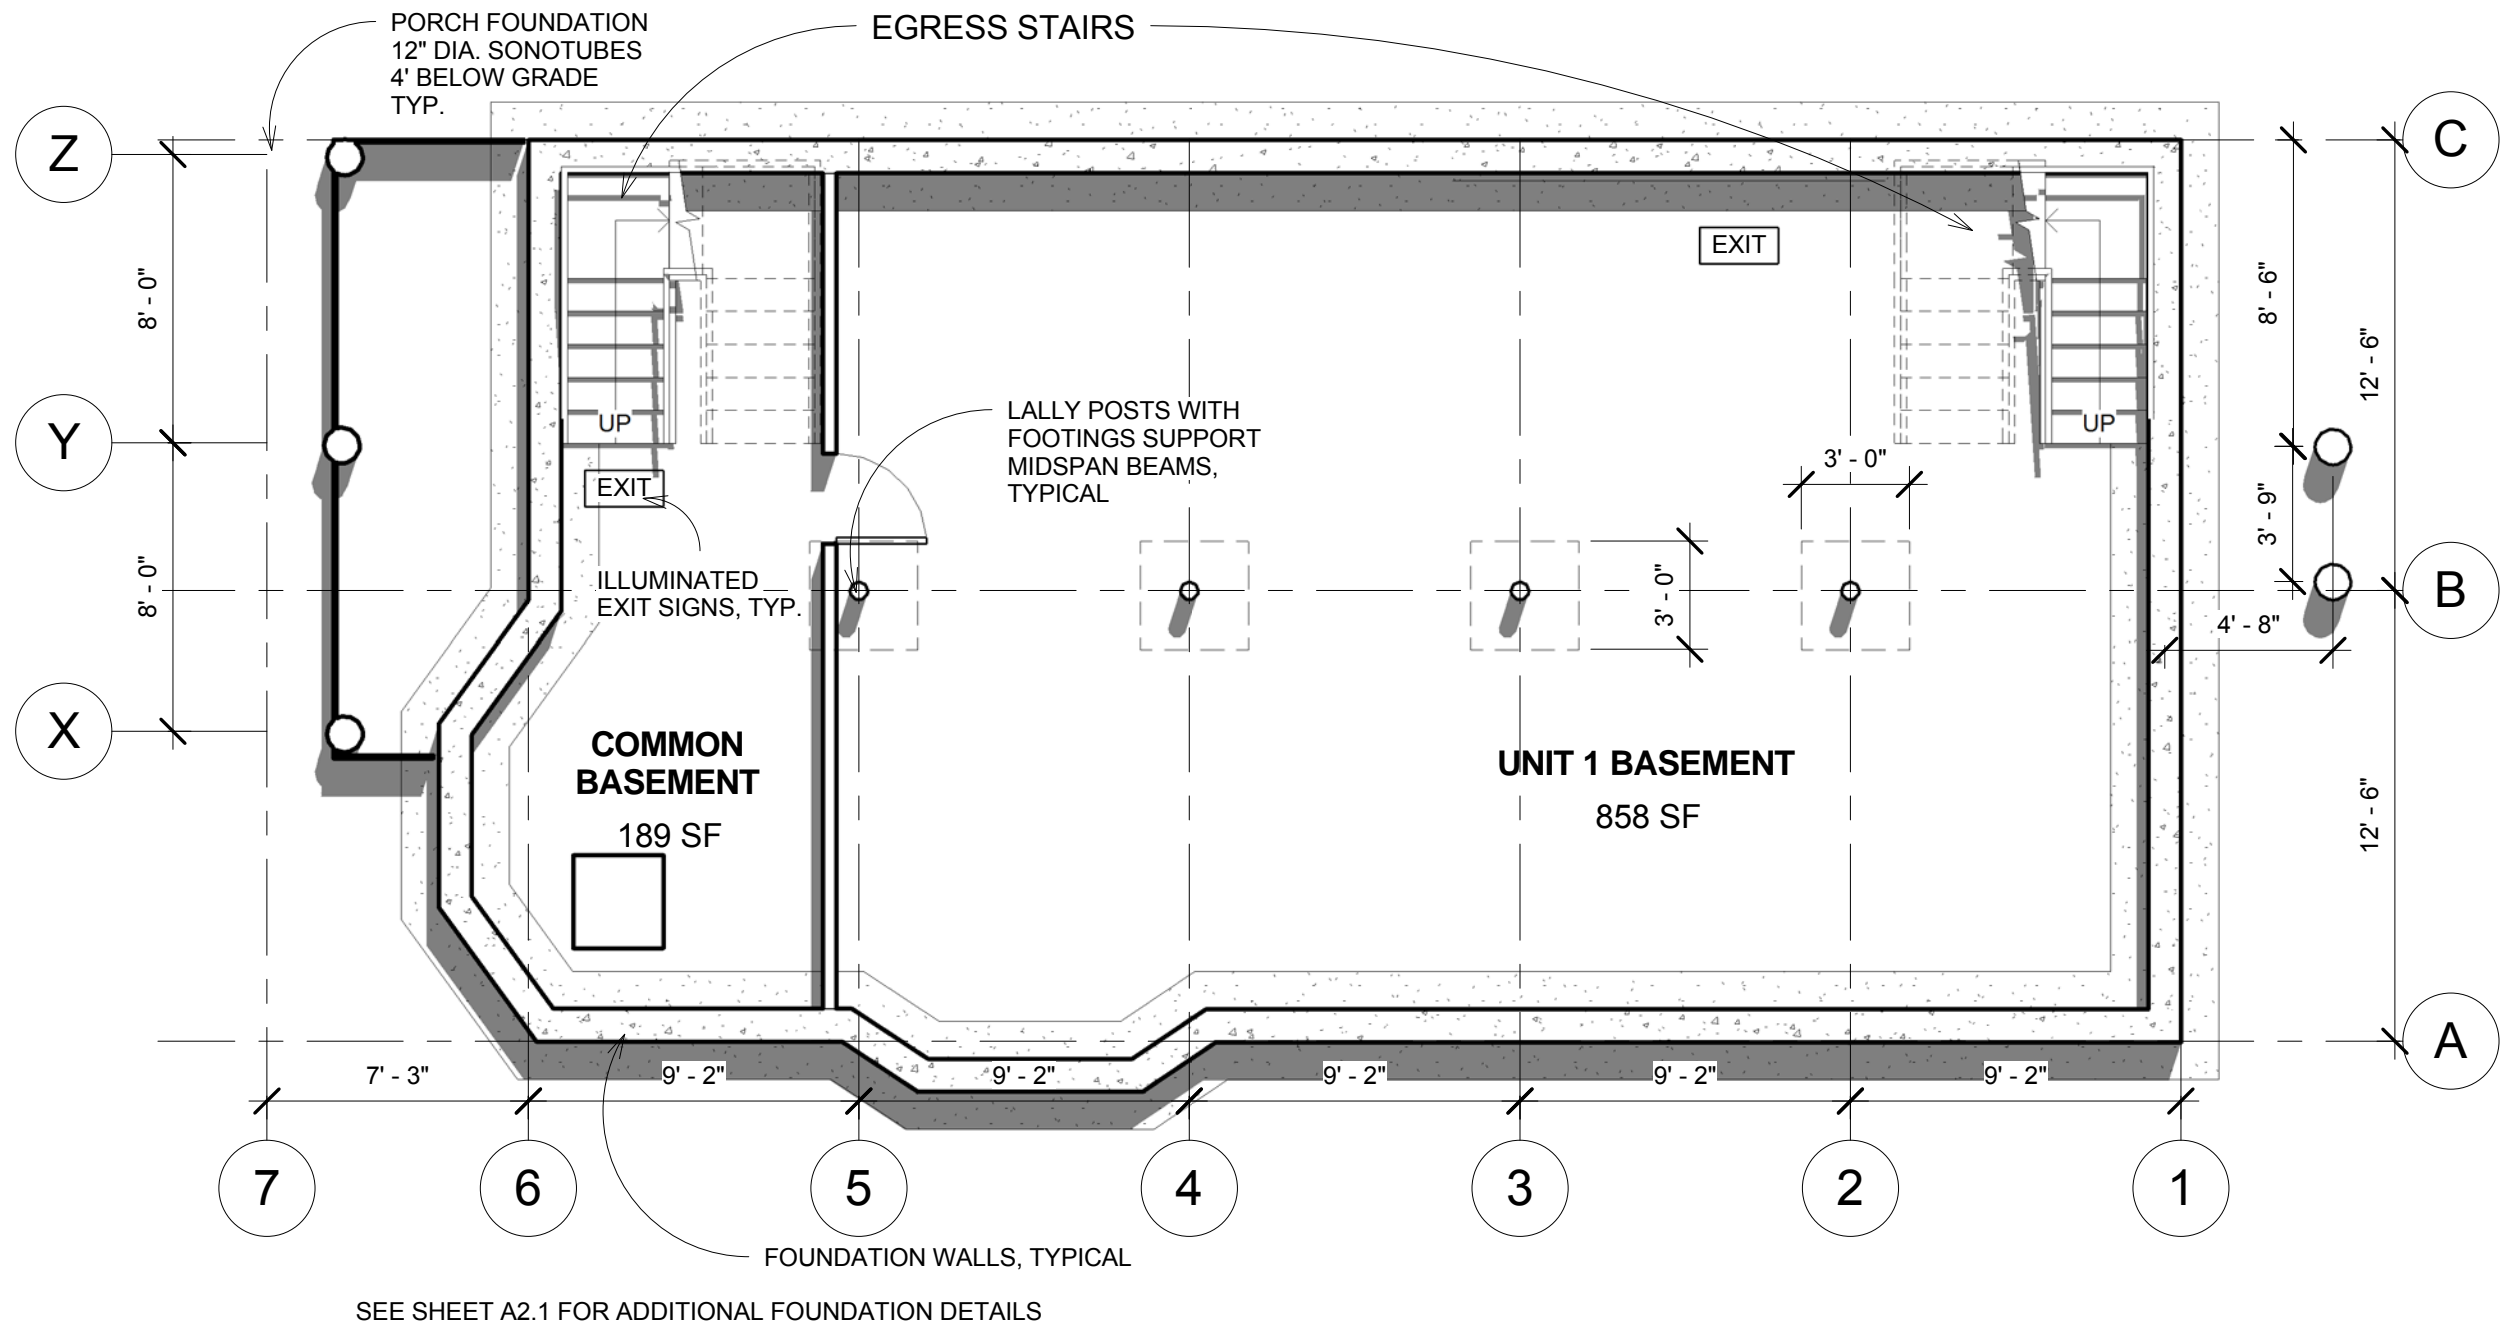 PORCH FOUNDATION
12" DIA. SONOTUBES
4' BELOW GRADE
TYP.
EGRESS STAIRS
Z
C
8' - 0"
EXIT
8' - 6"
12' - 6"
UP
UP
Y
LALLY POSTS WITH
FOOTINGS SUPPORT
MIDSPAN BEAMS,
TYPICAL
3' - 0"
EXIT
3' - 9"
8' - 0"
ILLUMINATED
EXIT SIGNS, TYP.
3' - 0"
B
4' - 8"
X
COMMON
BASEMENT
189 SF
UNIT 1 BASEMENT
858 SF
12' - 6"
A
7' - 3"
9' - 2"
9' - 2"
9' - 2"
9' - 2"
9' - 2"
7
6
5
4
3
2
1
FOUNDATION WALLS, TYPICAL
SEE SHEET A2.1 FOR ADDITIONAL FOUNDATION DETAILS